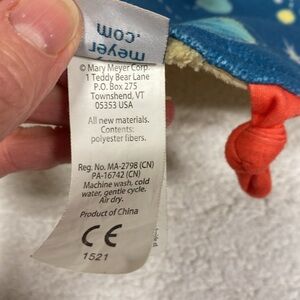 meyer
.com
© Mary Meyer Corp.
1 Teddy Bear Lane
P.O. Box 275
Townshend, VT
05353 USA
All new materials.
Contents:
polyester fibers.
Reg. No. MA-2798 (CN)
PA-16742 (CN)
Machine wash, cold
water, gentle cycle.
Air dry.
Product of China
CE
1521